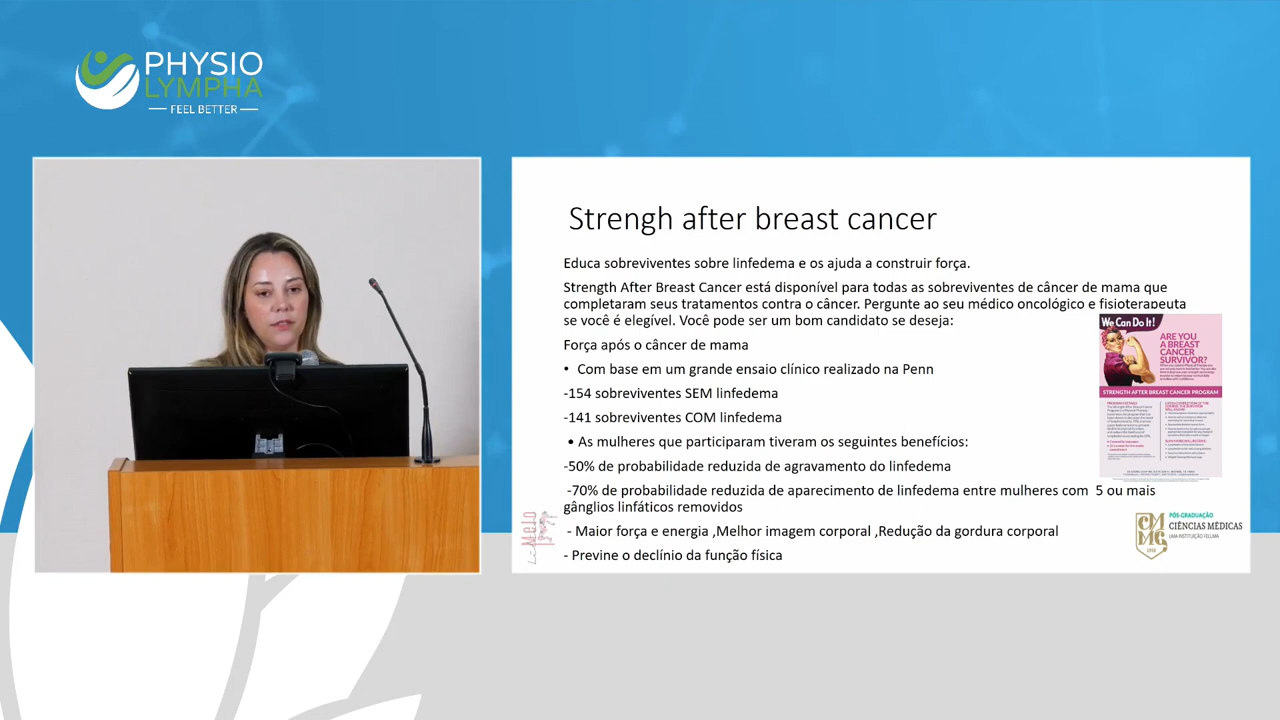 PHYSIO
LYMPHA
FEEL BETTER
Strengh after breast cancer
Educa sobreviventes sobre linfedema e os ajuda a construir força.
Strength After Breast Cancer está disponível para todas as sobreviventes de câncer de mama que
completaram seus tratamentos contra o câncer. Pergunte ao seu médico oncológico e fisioterapeuta
se você é elegível. Você pode ser um bom candidato se deseja:
Força após o câncer de mama
• Com base em um grande ensaio clínico realizado na Penn
-154 sobreviventes SEM linfedema
-141 sobreviventes COM linfedema
• As mulheres que participaram tiveram os seguintes benefícios:
-50% de probabilidade reduzida de agravamento do linfedema
-70% de probabilidade reduzida de aparecimento de linfedema entre mulheres com 5 ou mais
gânglios linfáticos removidos
- Maior força e energia ,Melhor imagem corporal ,Redução da gordura corporal
- Previne o declínio da função física
We Can Do It!
ARE YOU
A BREAST
CANCER
SURVIVOR?
STRENGTH AFTER BREAST CANCER PROGRAM
PÓS-GRADUAÇÃO
CIÊNCIAS MÉDICAS
UMA INSTITUIÇÃO FELUMA